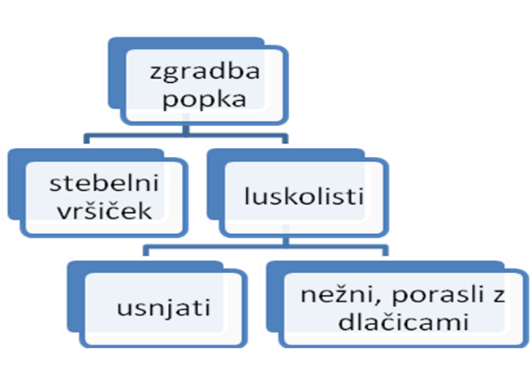 zgradba
popka
stebelni
vršiček
luskolisti
usnjati
nežni, porasli z
dlačicami